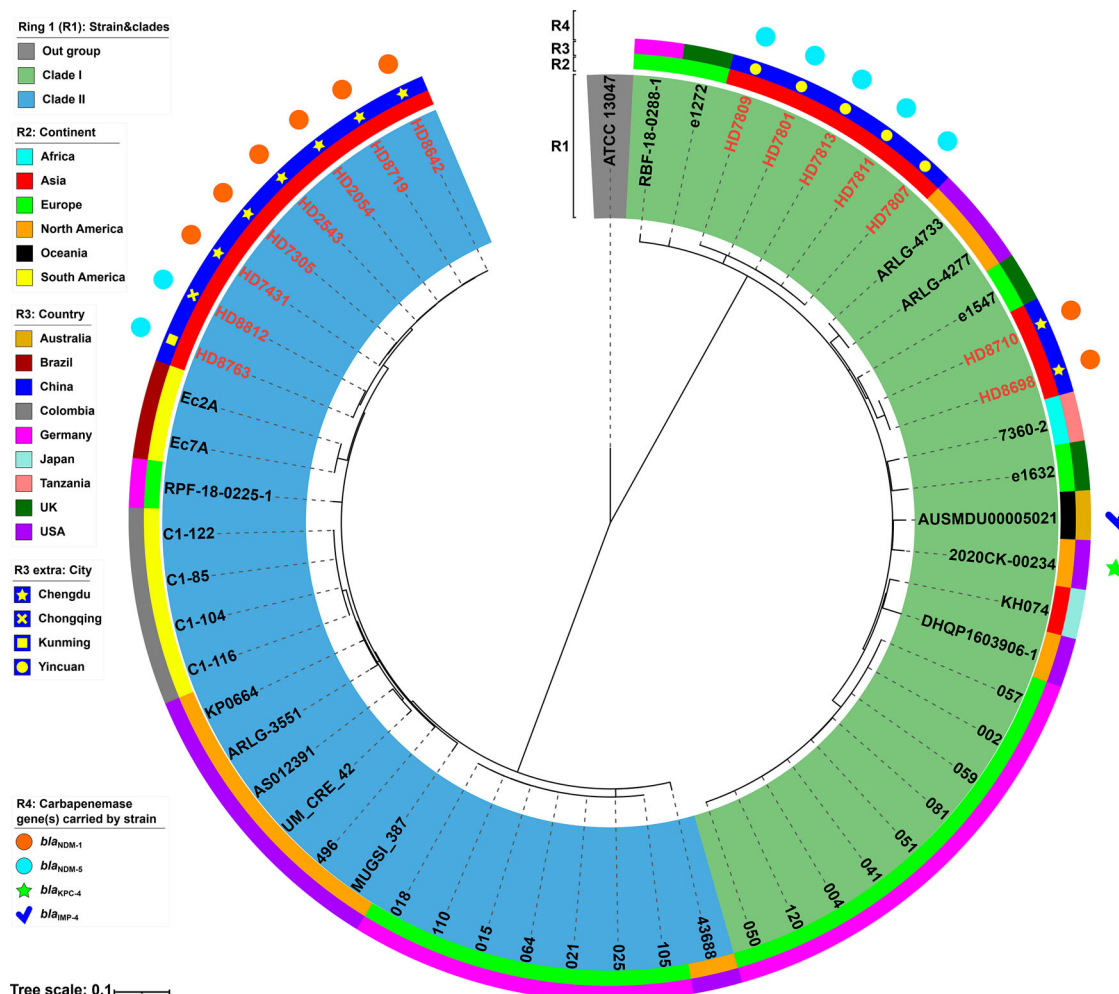 Ring 1 (R1): Strain&clades
Out group
Clade I
Clade II
R2: Continent
Africa
Asia
Europe
North America
Oceania
South America
R3: Country
Australia
Brazil
China
Colombia
Germany
Japan
Tanzania
UK
USA
R3 extra: City
Chengdu
Chongqing
Kunming
Yincuan
R4: Carbapenemase
gene(s) carried by strain
blaNDM-1
blaNDM-5
blaKPC-4
blaIMP-4
Tree scale: 0.1
R4
R3
R2
R1
ATCC 13047
RBF-18-0288-1
e1272
HD7809
HD7801
HD7813
HD7811
HD7807
ARLG-4733
ARLG-4277
e1547
HD8710
HD8698
7360-2
e1632
AUSMDU00005021
2020CK-00234
KH074
DHQP1603906-1
057
002
059
081
051
041
004
120
050
43688
105
025
021
064
015
110
018
MUGSI_387
496
UM_CRE_42
AS012391
ARLG-3551
KP0664
C1-116
C1-104
C1-85
C1-122
RPF-18-0225-1
Ec7A
Ec2A
HD8763
HD8812
HD7431
HD7305
HD2543
HD2054
HD8719
HD8642